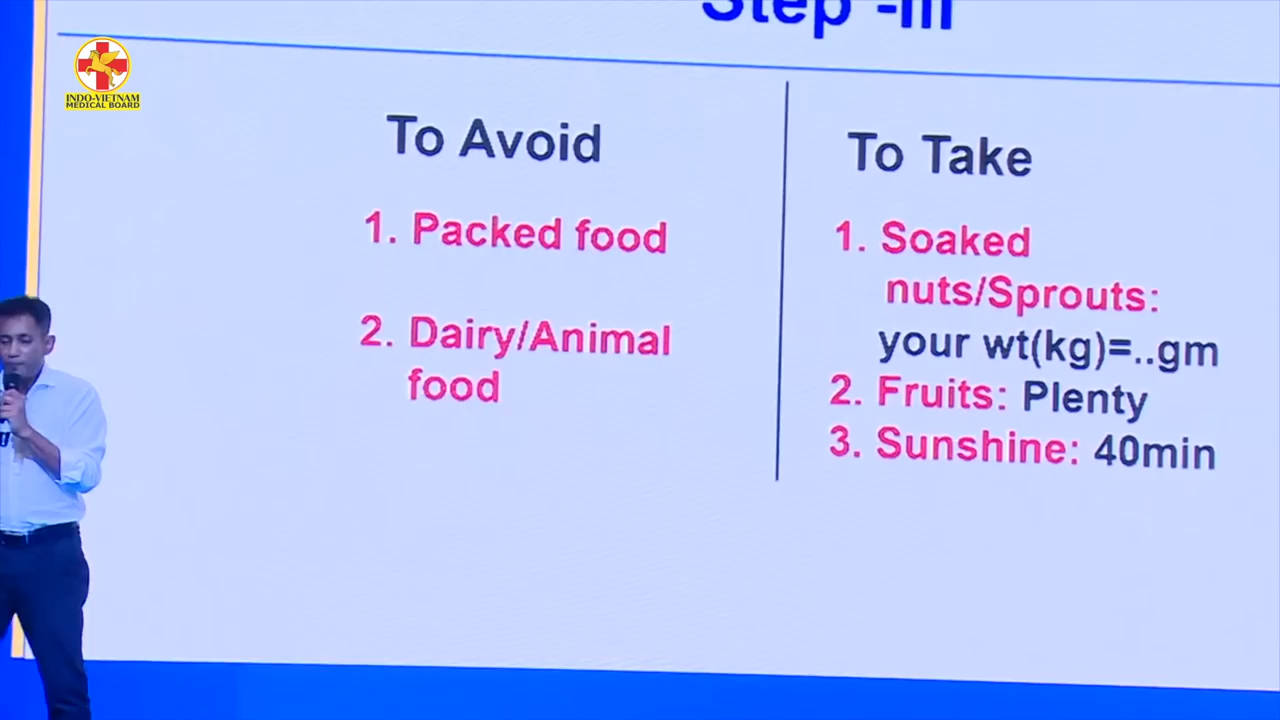 Step -III
INDO-VIETNAM
MEDICAL BOARD
To Avoid
1. Packed food
2. Dairy/Animal
food
To Take
1. Soaked
nuts/Sprouts:
your wt(kg)=..gm
2. Fruits: Plenty
3. Sunshine: 40min